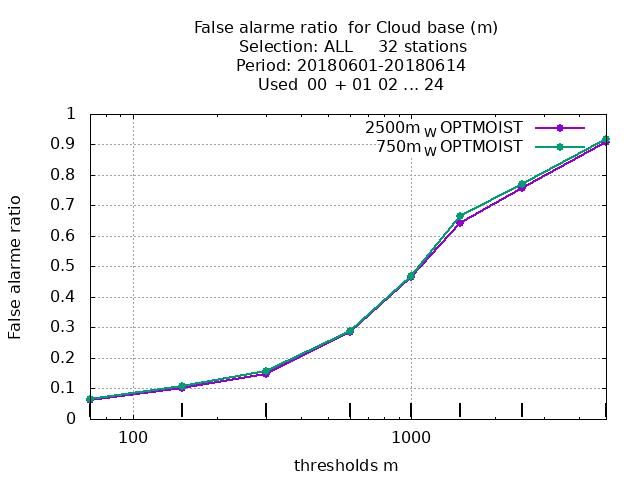 False alarme ratio  for Cloud base (m)
Selection: ALL     32 stations
Period: 20180601-20180614
Used  00  + 01 02 ... 24
2500m W OPTMOIST
750m W OPTMOIST
1
0.9
0.8
0.7
0.6
0.5
0.4
0.3
0.2
0.1
0
False alarme ratio
100 1000
thresholds m